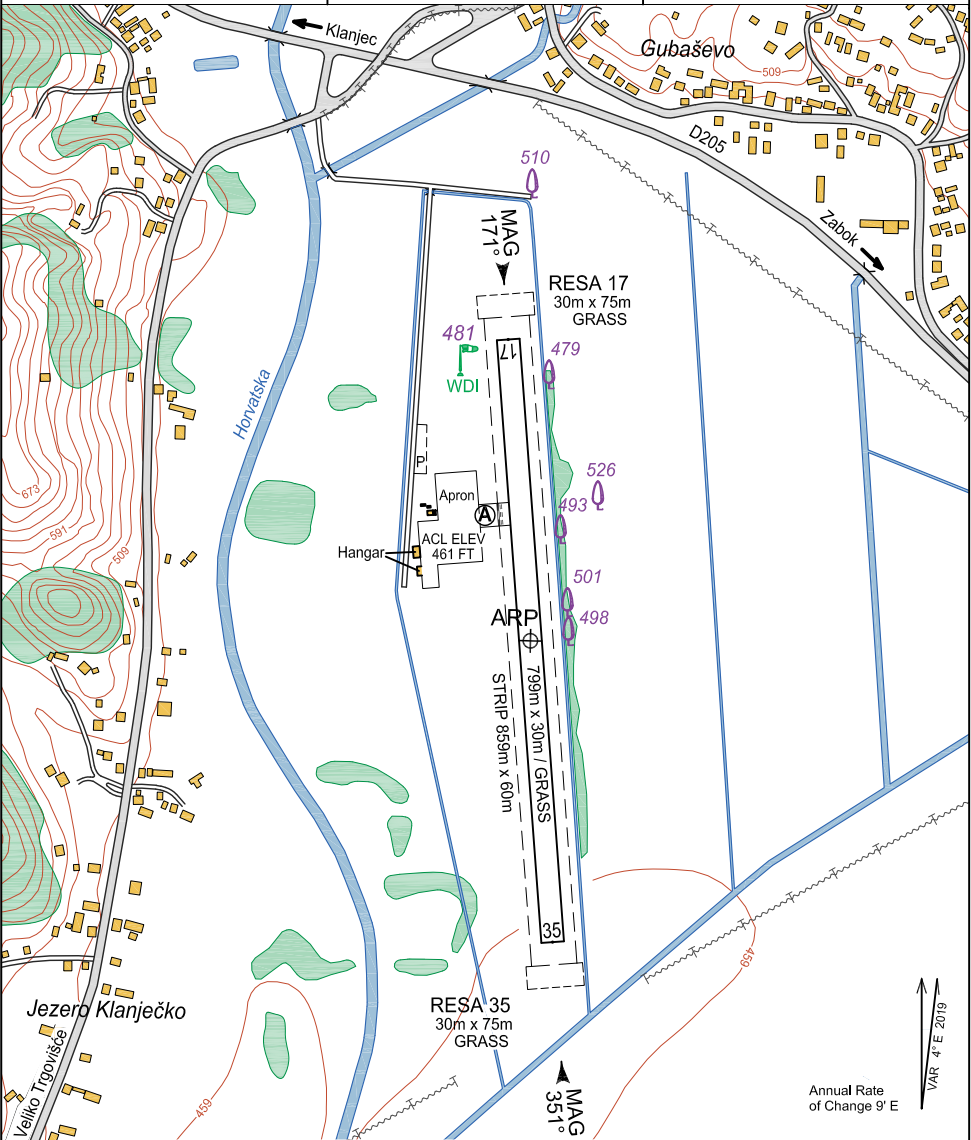 Klanjec
Gubaševo
509
D205
510
Zabok
MAG
171°
RESA 17
30m x 75m
GRASS
481
WDI
17
479
Horvatska
P
526
673
Apron
493
A
591
509
Hangar
ACL ELEV
461 FT
501
ARP
498
799m x 30m / GRASS
STRIP 859m x 60m
35
459
Jezero Klanječko
RESA 35
30m x 75m
GRASS
Veliko Trgovišće
459
MAG
351°
VAR 4° E 2019
Annual Rate
of Change 9' E